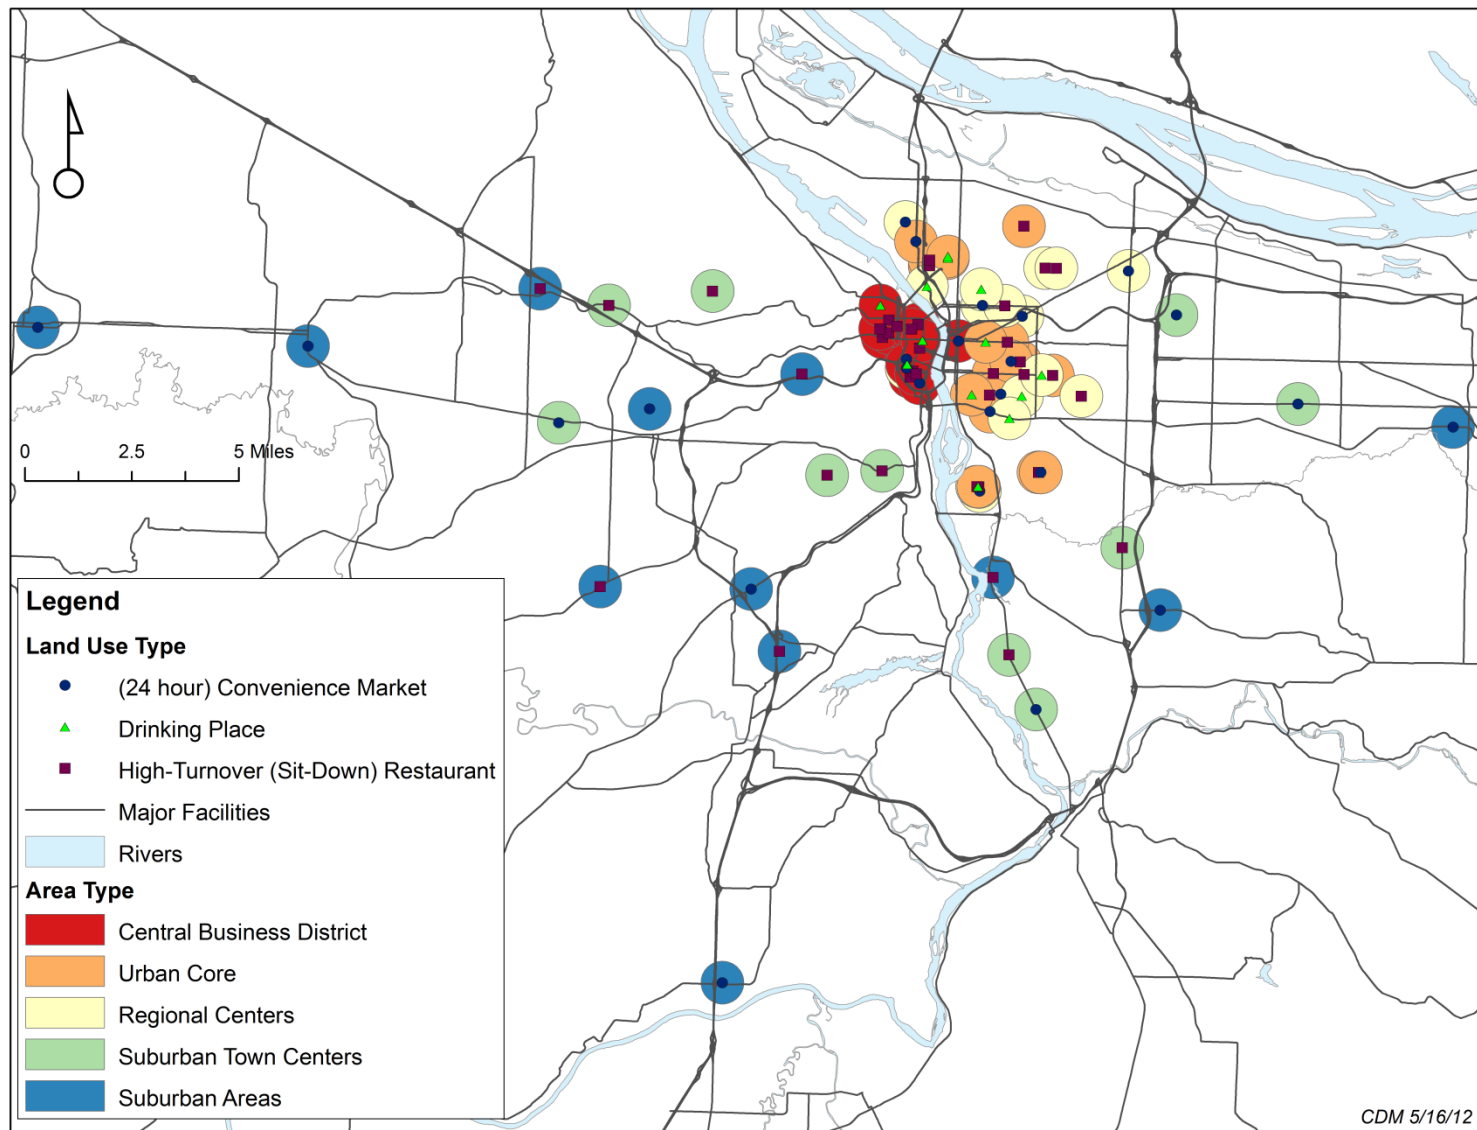 0 2.5 5 Miles
Legend
Land Use Type
(24 hour) Convenience Market
Drinking Place
High-Turnover (Sit-Down) Restaurant
Major Facilities
Rivers
Area Type
Central Business District
Urban Core
Regional Centers
Suburban Town Centers
Suburban Areas
CDM 5/16/12